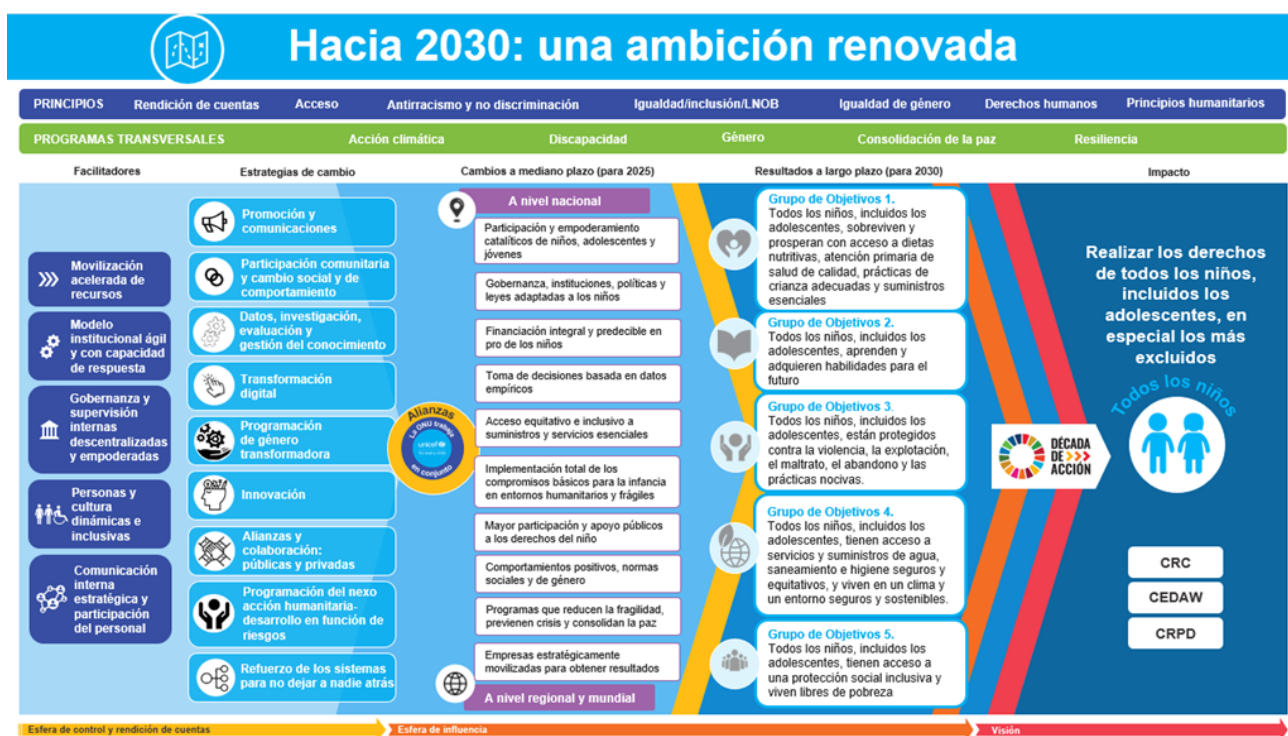 Hacia 2030: una ambición renovada
PRINCIPIOS Rendición de cuentas Acceso Antirracismo y no discriminación Igualdad/inclusión/LNOB Igualdad de género Derechos humanos Principios humanitarios
PROGRAMAS TRANSVERSALES Acción climática Discapacidad Género Consolidación de la paz Resiliencia
Facilitadores Estrategias de cambio Cambios a mediano plazo (para 2025) Resultados a largo plazo (para 2030) Impacto
Movilización
acelerada de
recursos
Modelo
institucional ágil
y con capacidad
de respuesta
Gobernanza y
supervisión
internas
descentralizadas
y empoderadas
Personas y
cultura
dinámicas e
inclusivas
Comunicación
interna
estratégica y
participación
del personal
Promoción y
comunicaciones
Participación comunitaria
y cambio social y de
comportamiento
Datos, investigación,
evaluación y
gestión del conocimiento
Transformación
digital
Programación
de género
transformadora
Innovación
Alianzas y
colaboración:
públicas y privadas
Programación del nexo
acción humanitaria-
desarrollo en función de
riesgos
Refuerzo de los sistemas
para no dejar a nadie atrás
Alianzas
La ONU trabaja
unicef
en conjunto
A nivel nacional
Participación y empoderamiento
catalíticos de niños, adolescentes y
jóvenes
Gobernanza, instituciones, políticas y
leyes adaptadas a los niños
Financiación integral y predecible en
pro de los niños
Toma de decisiones basada en datos
empíricos
Acceso equitativo e inclusivo a
suministros y servicios esenciales
Implementación total de los
compromisos básicos para la infancia
en entornos humanitarios y frágiles
Mayor participación y apoyo públicos
a los derechos del niño
Comportamientos positivos, normas
sociales y de género
Programas que reducen la fragilidad,
previenen crisis y consolidan la paz
Empresas estratégicamente
movilizadas para obtener resultados
A nivel regional y mundial
Grupo de Objetivos 1.
Todos los niños, incluidos los
adolescentes, sobreviven y
prosperan con acceso a dietas
nutritivas, atención primaria de
salud de calidad, prácticas de
crianza adecuadas y suministros
esenciales
Grupo de Objetivos 2.
Todos los niños, incluidos los
adolescentes, aprenden y
adquieren habilidades para el
futuro
Grupo de Objetivos 3.
Todos los niños, incluidos los
adolescentes, están protegidos
contra la violencia, la explotación,
el maltrato, el abandono y las
prácticas nocivas.
Grupo de Objetivos 4.
Todos los niños, incluidos los
adolescentes, tienen acceso a
servicios y suministros de agua,
saneamiento e higiene seguros y
equitativos, y viven en un clima y
un entorno seguros y sostenibles.
Grupo de Objetivos 5.
Todos los niños, incluidos los
adolescentes, tienen acceso a
una protección social inclusiva y
viven libres de pobreza
DÉCADA
DE >>>
ACCIÓN
Realizar los derechos
de todos los niños,
incluidos los
adolescentes, en
especial los más
excluidos
Todos los niños
CRC
CEDAW
CRPD
Esfera de control y rendición de cuentas Esfera de influencia Visión